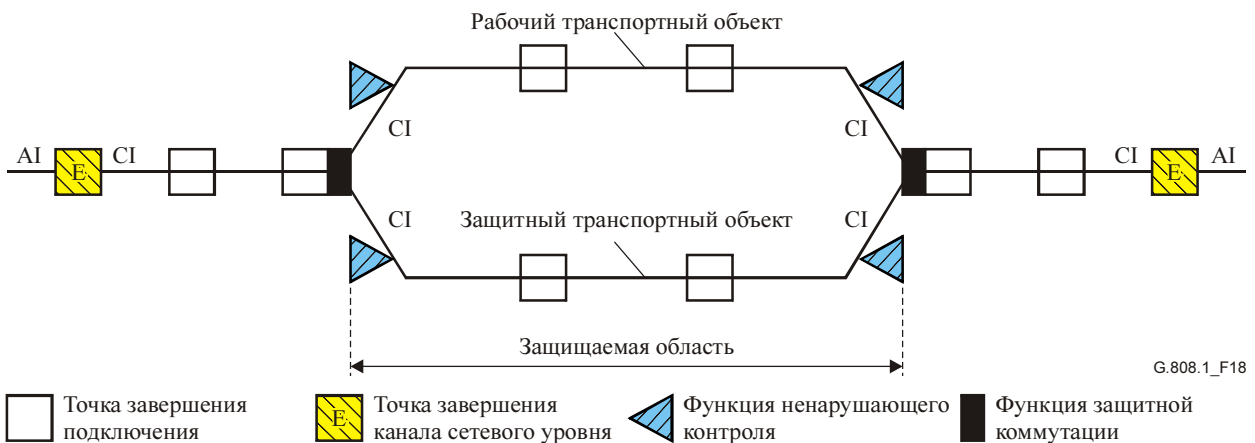 Рабочий транспортный объект
CI
CI
AI
E
CI
CI
E
AI
CI
Защитный транспортный объект
CI
Защищаемая область
G.808.1_F18
Точка завершения
подключения
E
Точка завершения
канала сетевого уровня
Функция ненарушающего
контроля
Функция защитной
коммутации